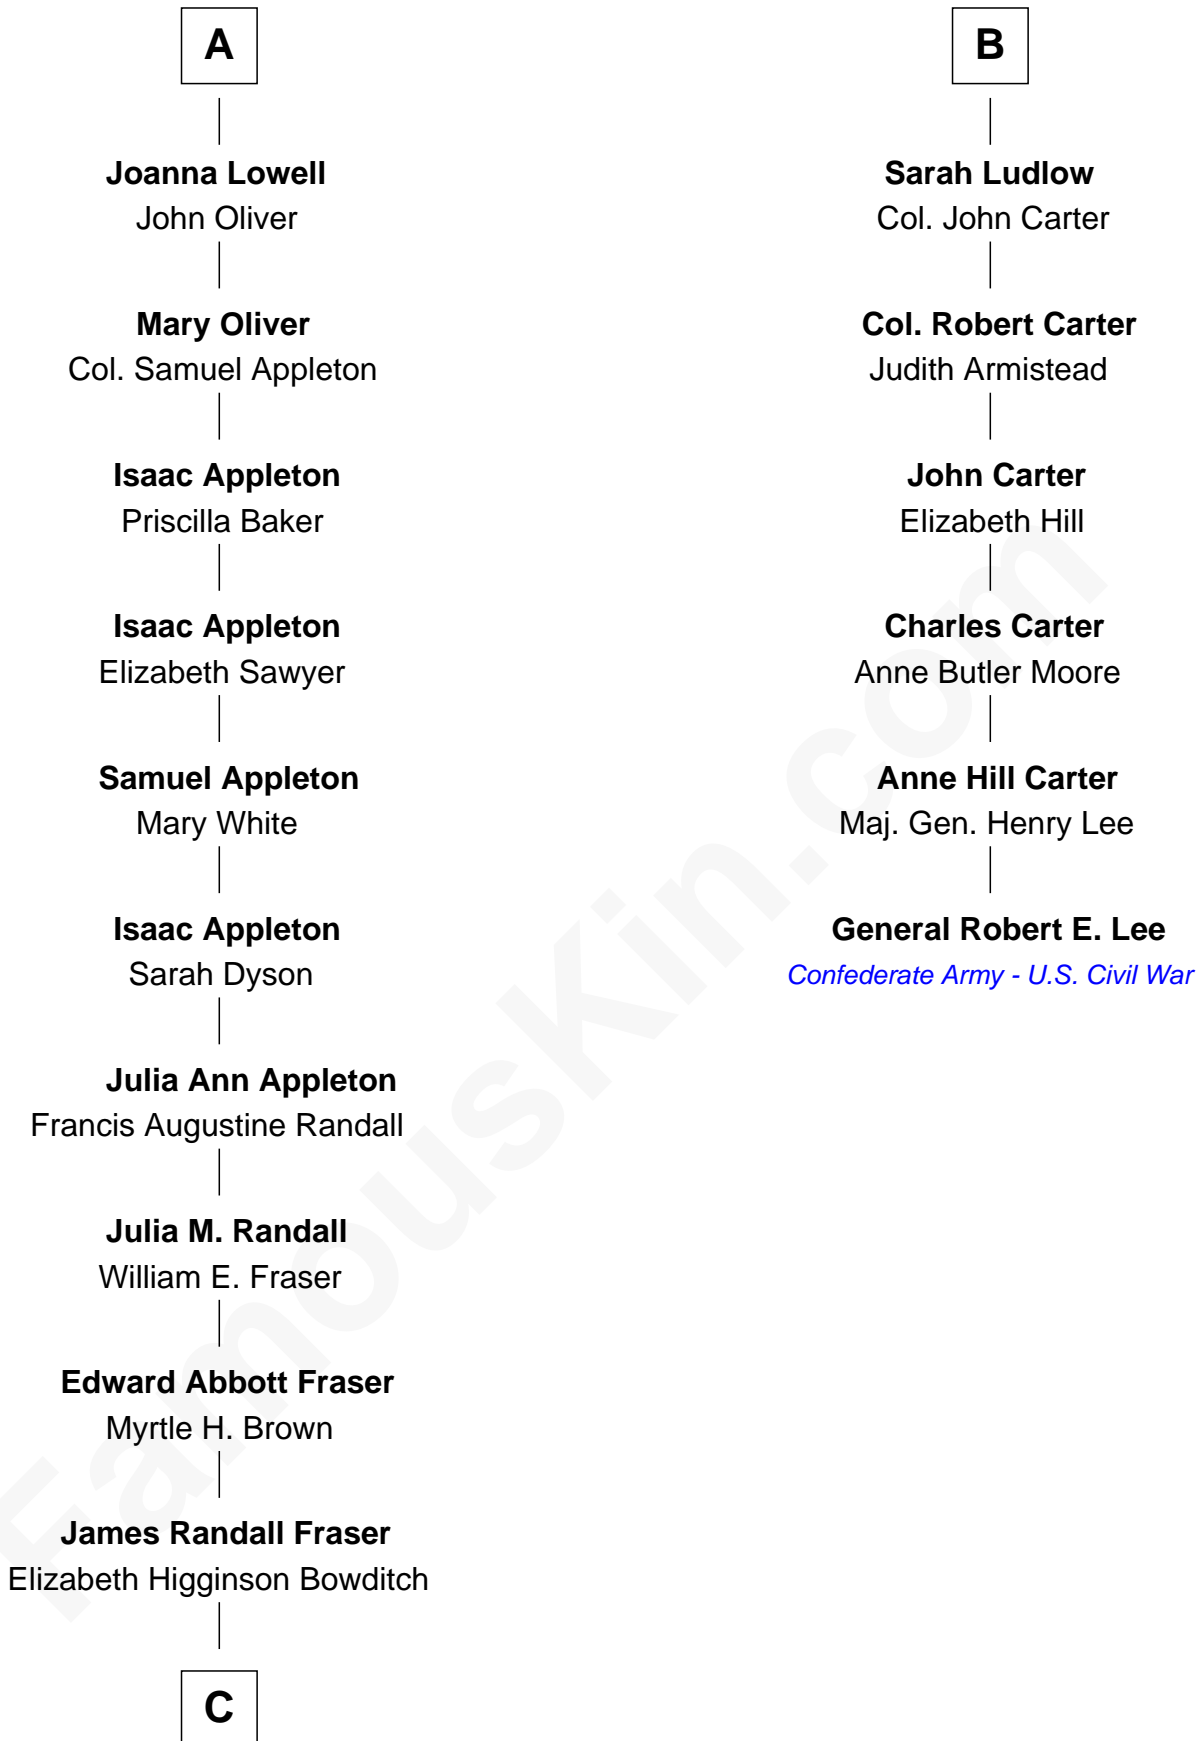 A
Joanna Lowell
John Oliver
Mary Oliver
Col. Samuel Appleton
Isaac Appleton
Priscilla Baker
Isaac Appleton
Elizabeth Sawyer
Samuel Appleton
Mary White
Isaac Appleton
Sarah Dyson
Julia Ann Appleton
Francis Augustine Randall
Julia M. Randall
William E. Fraser
Edward Abbott Fraser
Myrtle H. Brown
James Randall Fraser
Elizabeth Higginson Bowditch
C
B
Sarah Ludlow
Col. John Carter
Col. Robert Carter
Judith Armistead
John Carter
Elizabeth Hill
Charles Carter
Anne Butler Moore
Anne Hill Carter
Maj. Gen. Henry Lee
General Robert E. Lee
Confederate Army - U.S. Civil War
FamousKin.com